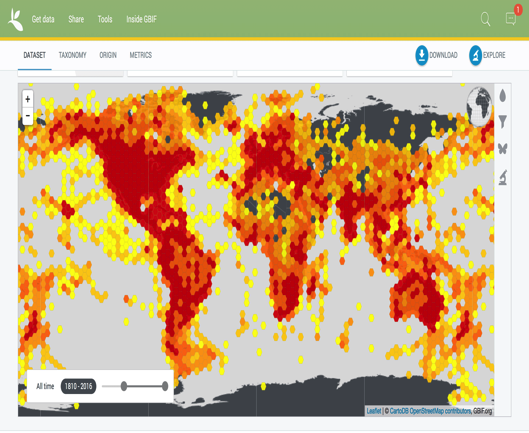 Get data Share Tools Inside GBIF 1
DATASET TAXONOMY ORIGIN METRICS DOWNLOAD EXPLORE
+
−
All time 1810 - 2016
Leaflet | © CartoDB OpenStreetMap contributors, GBIF.org